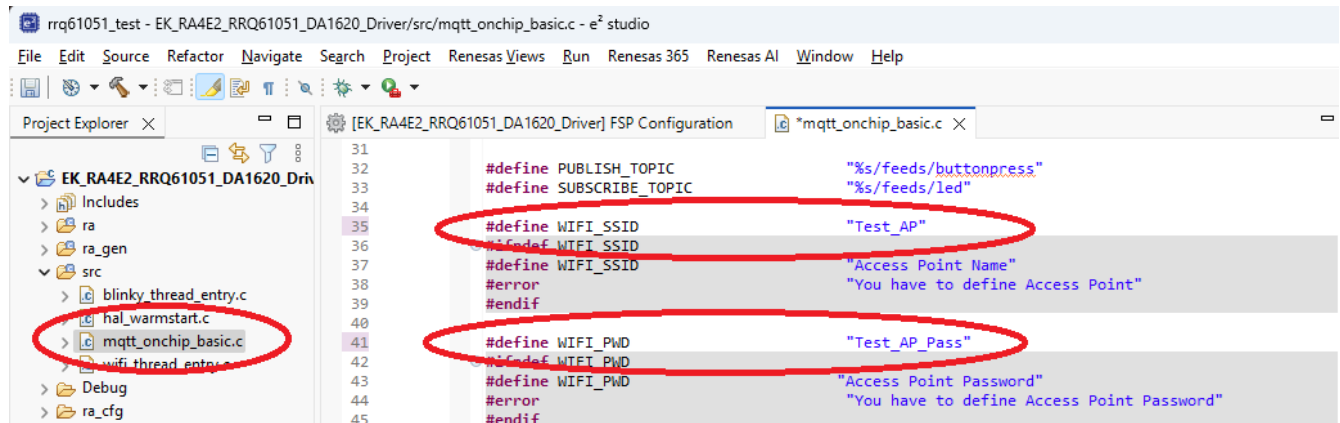 rrq61051_test - EK_RA4E2_RRQ61051_DA1620_Driver/src/mqtt_onchip_basic.c - e² studio
File Edit Source Refactor Navigate Search Project Renesas Views Run Renesas 365 Renesas AI Window Help
Project Explorer
[EK_RA4E2_RRQ61051_DA1620_Driver] FSP Configuration
*mqtt_onchip_basic.c
EK_RA4E2_RRQ61051_DA1620_Driv
Includes
ra
ra_gen
src
blinky_thread_entry.c
hal_warmstart.c
mqtt_onchip_basic.c
wifi_thread_entry.c
Debug
ra_cfg
31
32 #define PUBLISH_TOPIC "%s/feeds/buttonpress"
33 #define SUBSCRIBE_TOPIC "%s/feeds/led"
34
35 #define WIFI_SSID "Test_AP"
36 #ifndef WIFI_SSID
37 #define WIFI_SSID "Access Point Name"
38 #error "You have to define Access Point"
39 #endif
40
41 #define WIFI_PWD "Test_AP_Pass"
42 #ifndef WIFI_PWD
43 #define WIFI_PWD "Access Point Password"
44 #error "You have to define Access Point Password"
45 #endif